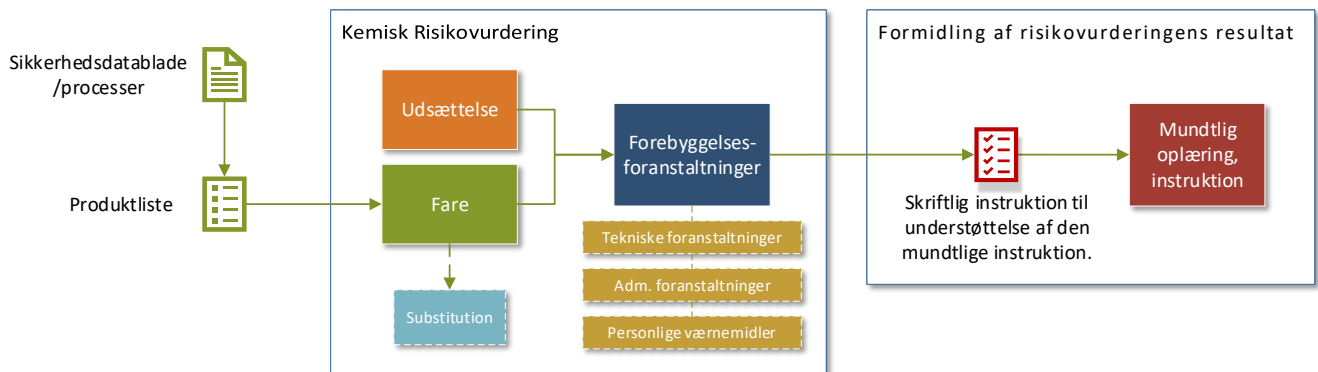 Sikkerhedsdatablade
/processer
Produktliste
Kemisk Risikovurdering
Udsættelse
Fare
Substitution
Forebyggelses-
foranstaltninger
Tekniske foranstaltninger
Adm. foranstaltninger
Personlige værnemidler
Formidling af risikovurderingens resultat
Skriftlig instruktion til
understøttelse af den
mundtlige instruktion.
Mundtlig
oplæring,
instruktion